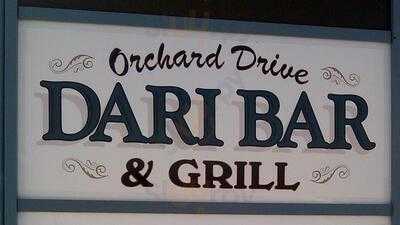 Orchard Drive
DARI BAR
& GRILL